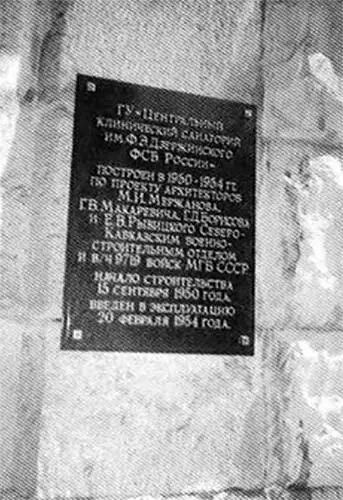 ГУ «Центральный
клинический санаторий
им. Ф.Э.Дзержинского
ФСБ России»
построен в 1950-1954 гг.
по проекту архитекторов
М.И.Мержанова,
Г.В.Макаревича, Г.Д.Борисова
и Е.В.Рывицкого Северо-
Кавказским военно-
строительным отделом
и в/ч 9719 войск МГБ СССР.
Начало строительства
15 сентября 1950 года.
Введен в эксплуатацию
20 февраля 1954 года.